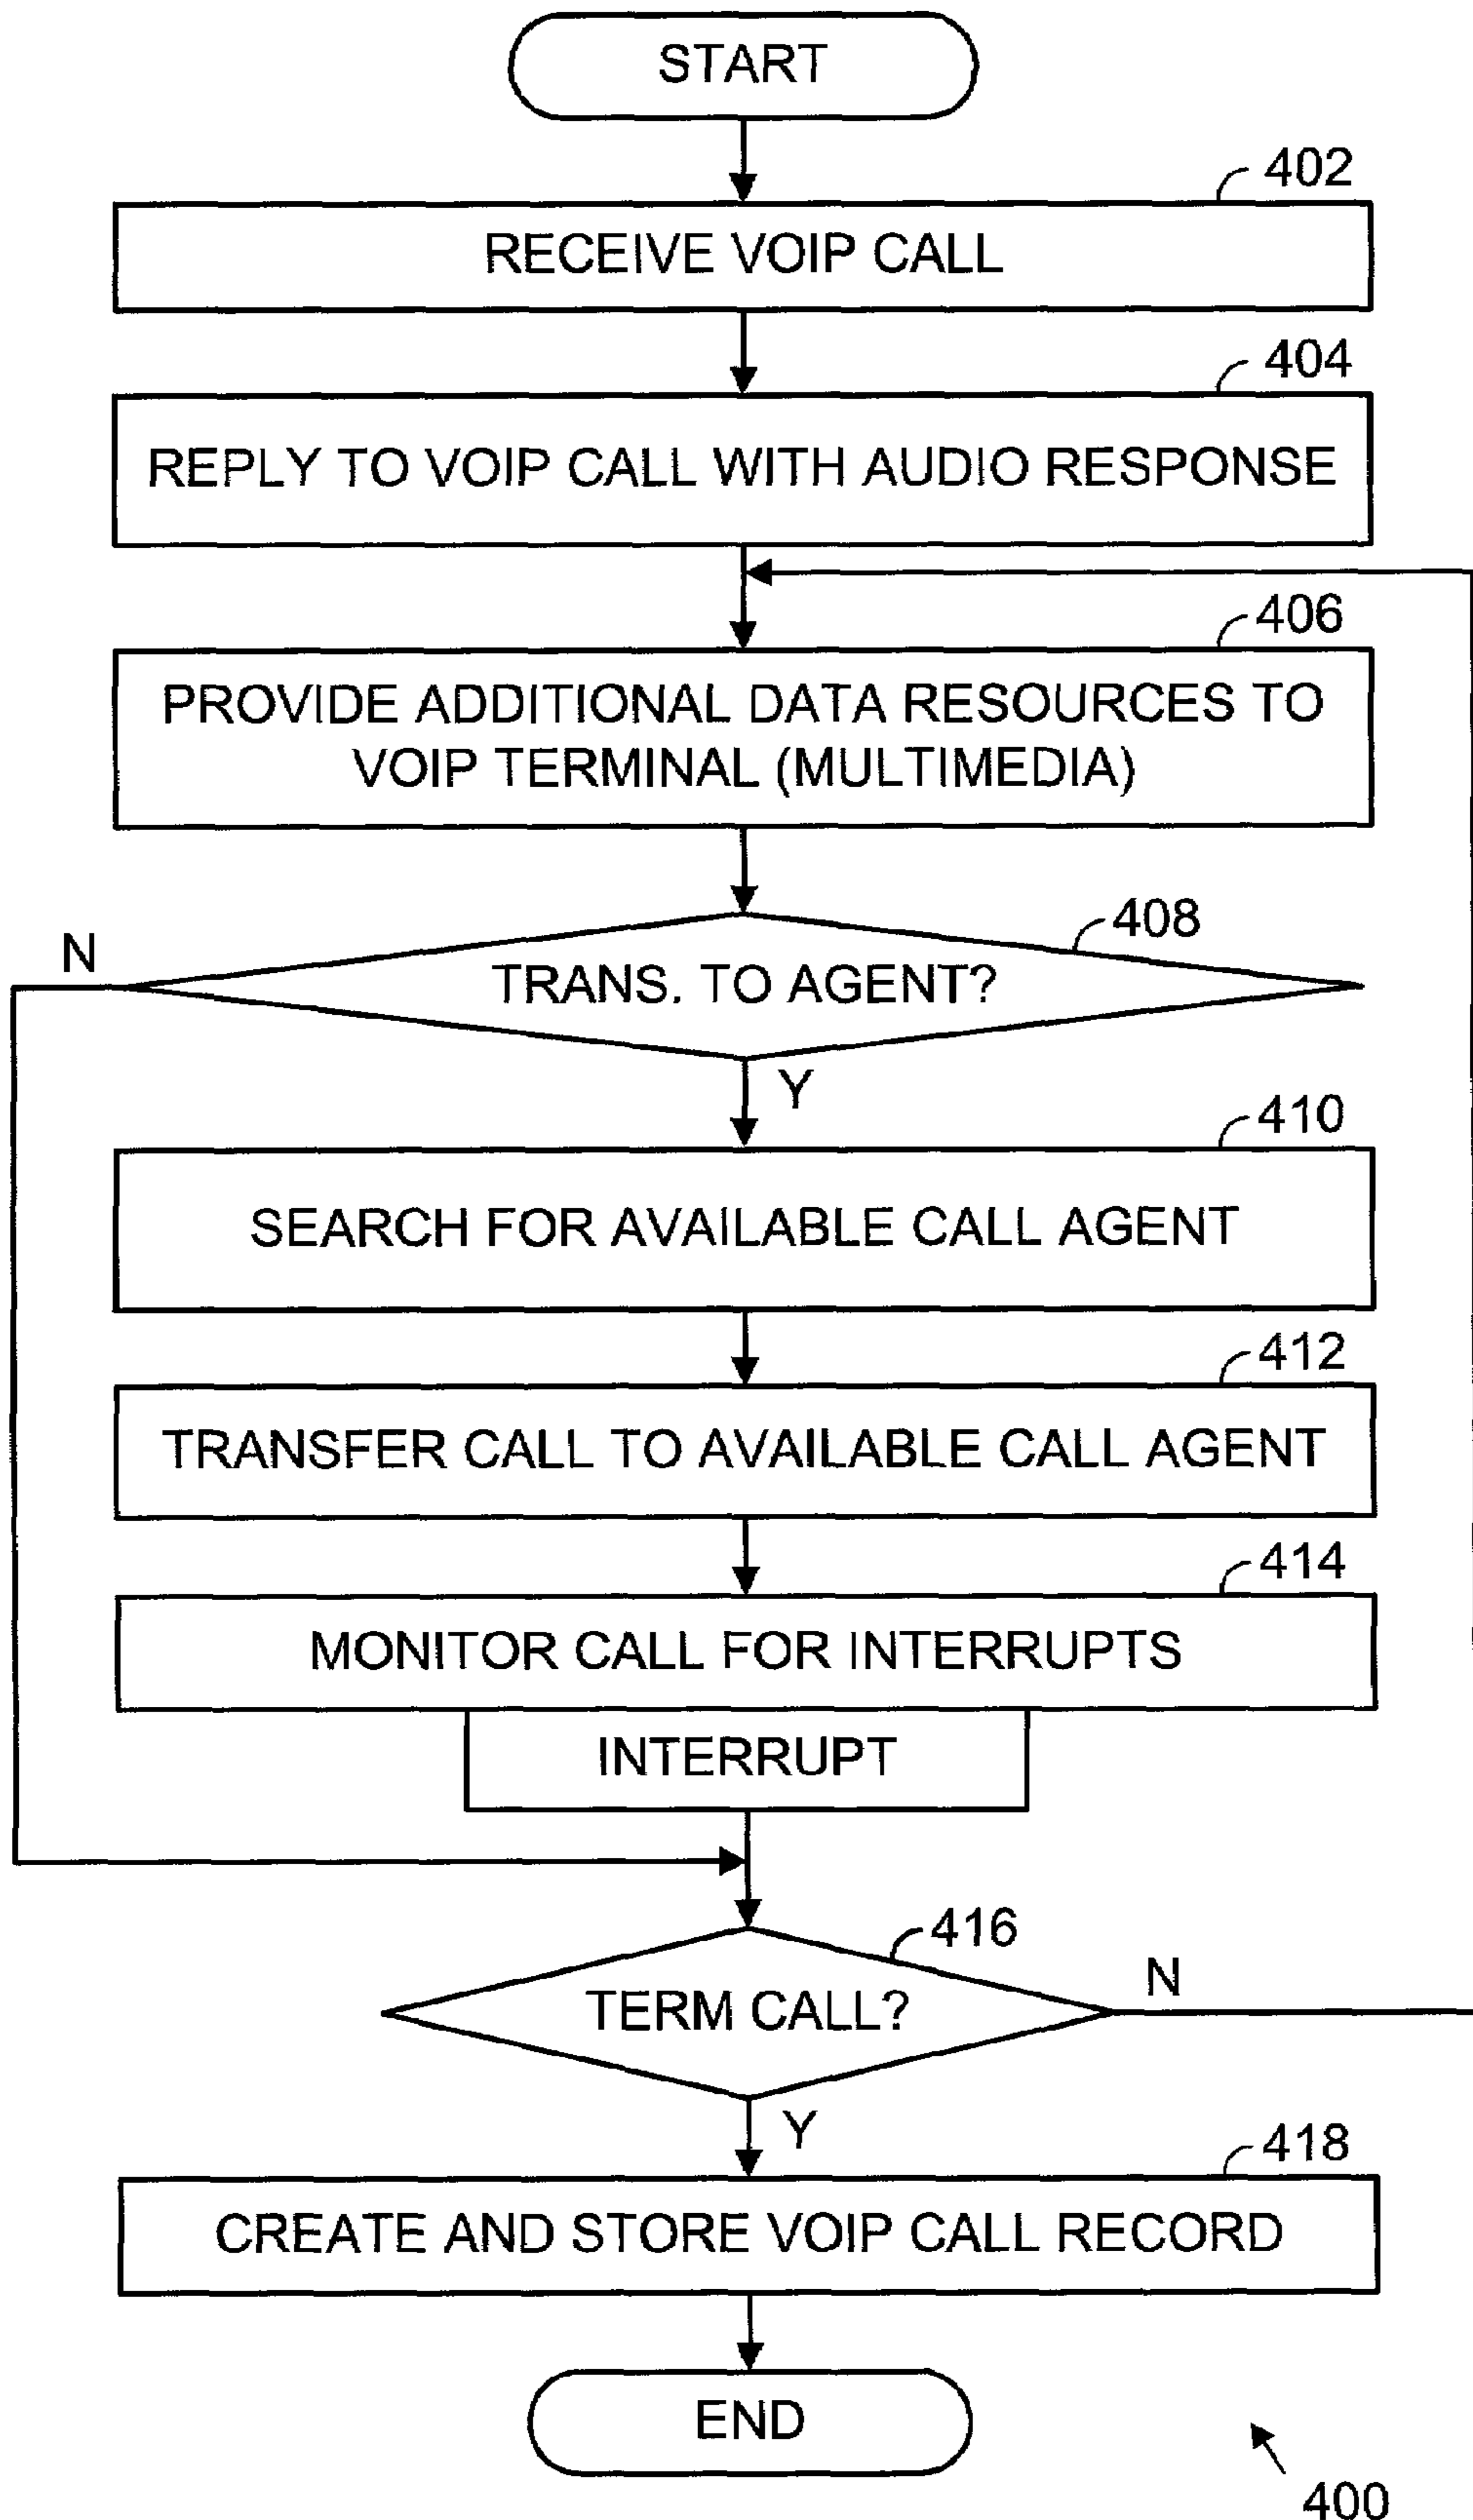 START
402
RECEIVE VOIP CALL
404
REPLY TO VOIP CALL WITH AUDIO RESPONSE
406
PROVIDE ADDITIONAL DATA RESOURCES TO
VOIP TERMINAL (MULTIMEDIA)
408
N
TRANS. TO AGENT?
Y
410
SEARCH FOR AVAILABLE CALL AGENT
412
TRANSFER CALL TO AVAILABLE CALL AGENT
414
MONITOR CALL FOR INTERRUPTS
INTERRUPT
416
N
TERM CALL?
Y
418
CREATE AND STORE VOIP CALL RECORD
END
400